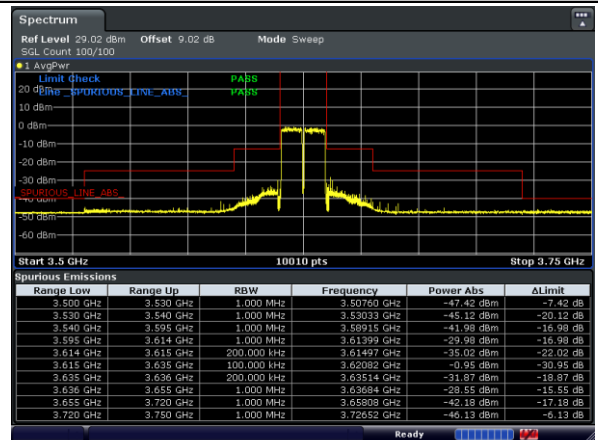 Spectrum
Ref Level 29.02 dBm Offset 9.02 dB Mode Sweep
SGL Count 100/100
1 AvgPwr
Limit Check PASS
20 dBm
Line _SPURIOUS_LINE_ABS_ PASS
10 dBm
0 dBm
-10 dBm
-20 dBm
-30 dBm
_SPURIOUS_LINE_ABS_
-40 dBm
-50 dBm
-60 dBm
Start 3.5 GHz 10010 pts Stop 3.75 GHz
Spurious Emissions
Range Low Range Up RBW Frequency Power Abs ΔLimit
3.500 GHz 3.530 GHz 1.000 MHz 3.50760 GHz -47.42 dBm -7.42 dB
3.530 GHz 3.540 GHz 1.000 MHz 3.53033 GHz -45.12 dBm -20.12 dB
3.540 GHz 3.595 GHz 1.000 MHz 3.58915 GHz -41.98 dBm -16.98 dB
3.595 GHz 3.614 GHz 1.000 MHz 3.61399 GHz -29.98 dBm -16.98 dB
3.614 GHz 3.615 GHz 200.000 kHz 3.61497 GHz -35.02 dBm -22.02 dB
3.615 GHz 3.635 GHz 100.000 kHz 3.62082 GHz -0.95 dBm -30.95 dB
3.635 GHz 3.636 GHz 200.000 kHz 3.63514 GHz -31.87 dBm -18.87 dB
3.636 GHz 3.655 GHz 1.000 MHz 3.63684 GHz -28.55 dBm -15.55 dB
3.655 GHz 3.720 GHz 1.000 MHz 3.65808 GHz -42.18 dBm -17.18 dB
3.720 GHz 3.750 GHz 1.000 MHz 3.72652 GHz -46.13 dBm -6.13 dB
Ready